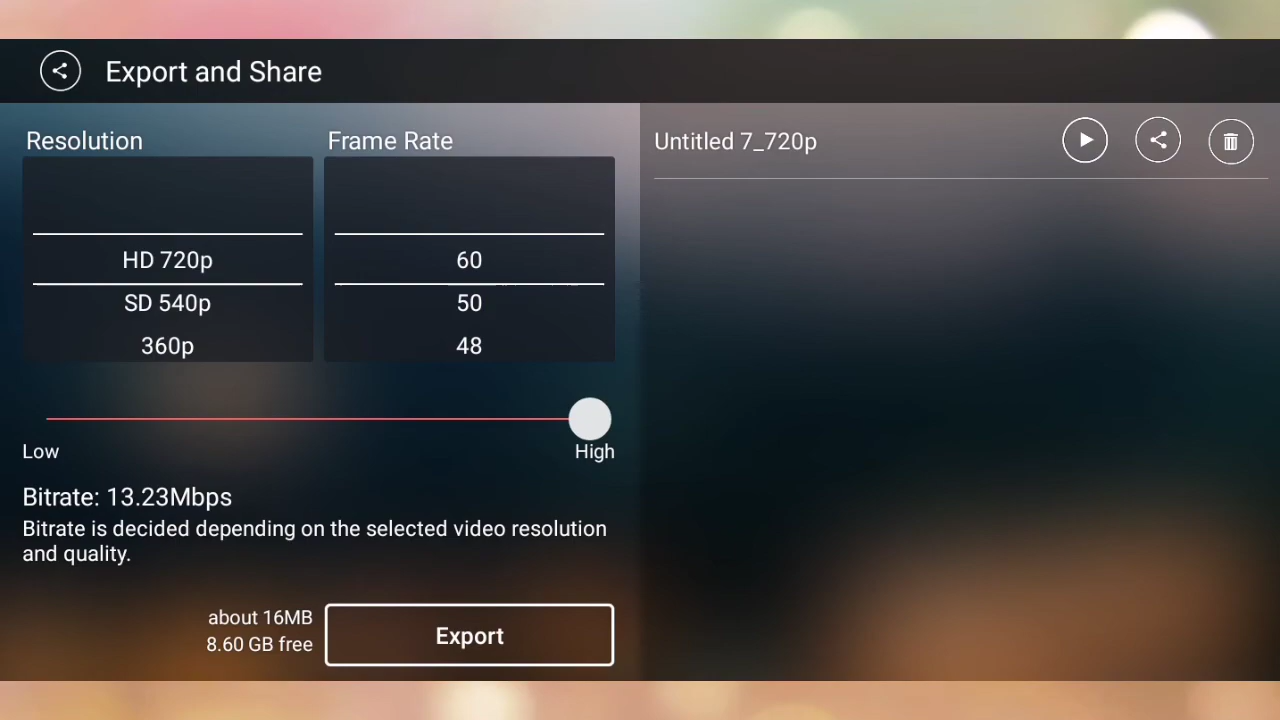 Export and Share
Resolution
HD 720p
SD 540p
360p
Frame Rate
60
50
48
Low
High
Bitrate: 13.23Mbps
Bitrate is decided depending on the selected video resolution
and quality.
about 16MB
8.60 GB free
Export
Untitled 7_720p